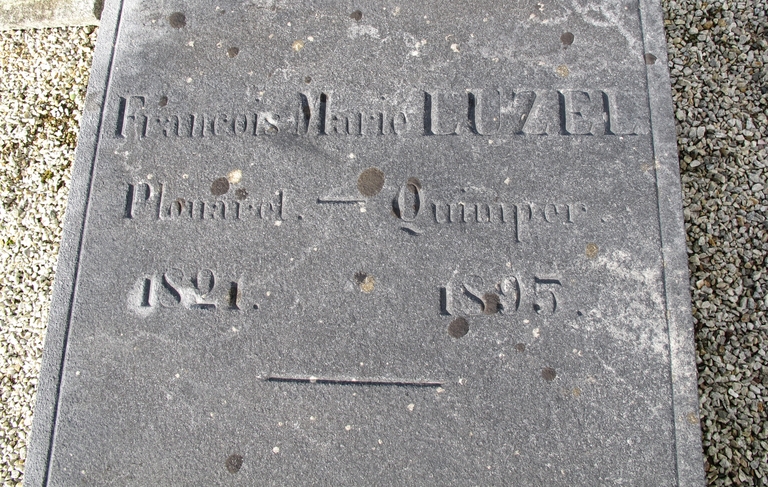 François Marie LUZEL
Plouaret. — Quimper.
1821. 1895.